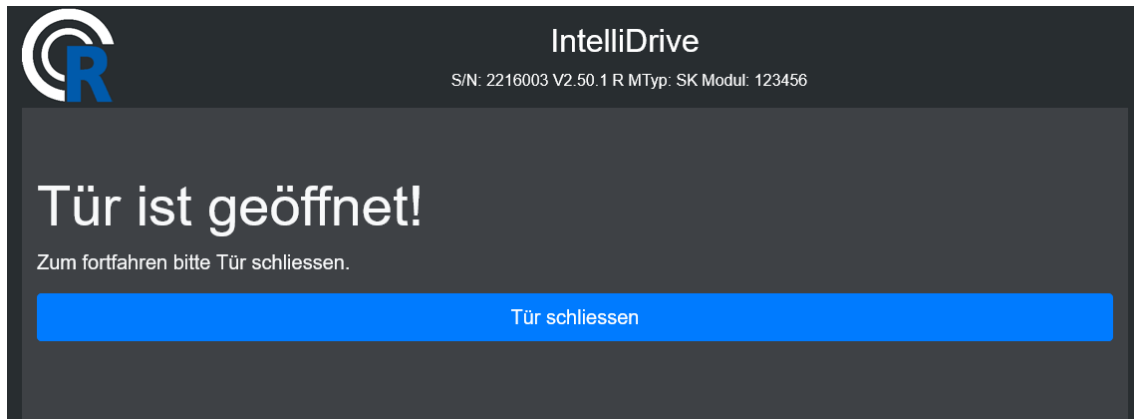 R
IntelliDrive
S/N: 2216003 V2.50.1 R MTyp: SK Modul: 123456
Tür ist geöffnet!
Zum fortfahren bitte Tür schliessen.
Tür schliessen